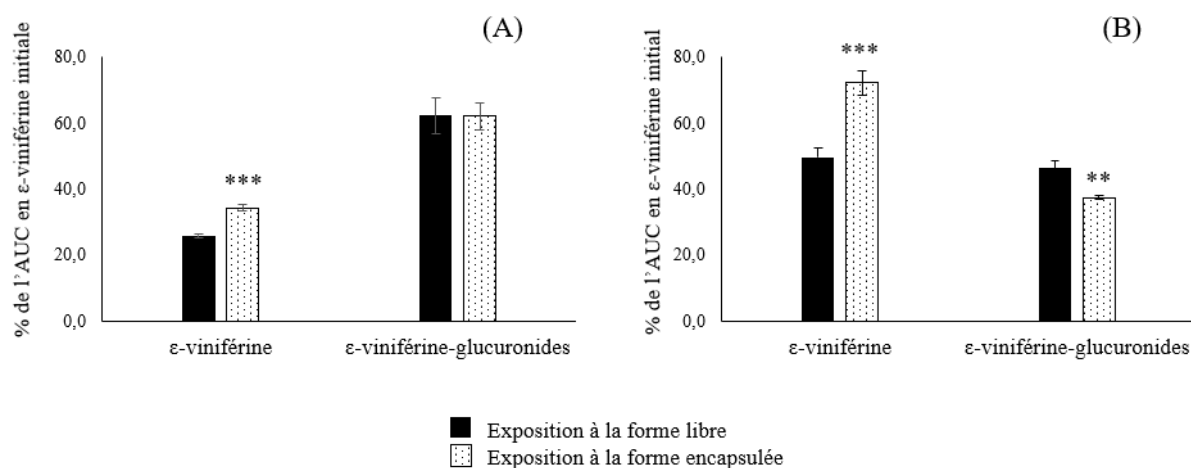 (A)
% de l'AUC en ε-viniférine initiale
80,0
60,0
40,0
20,0
0,0
***
ε-viniférine
ε-viniférine-glucuronides
(B)
% de l'AUC en ε-viniférine initial
80,0
60,0
40,0
20,0
0,0
***
**
ε-viniférine
ε-viniférine-glucuronides
Exposition à la forme libre
Exposition à la forme encapsulée